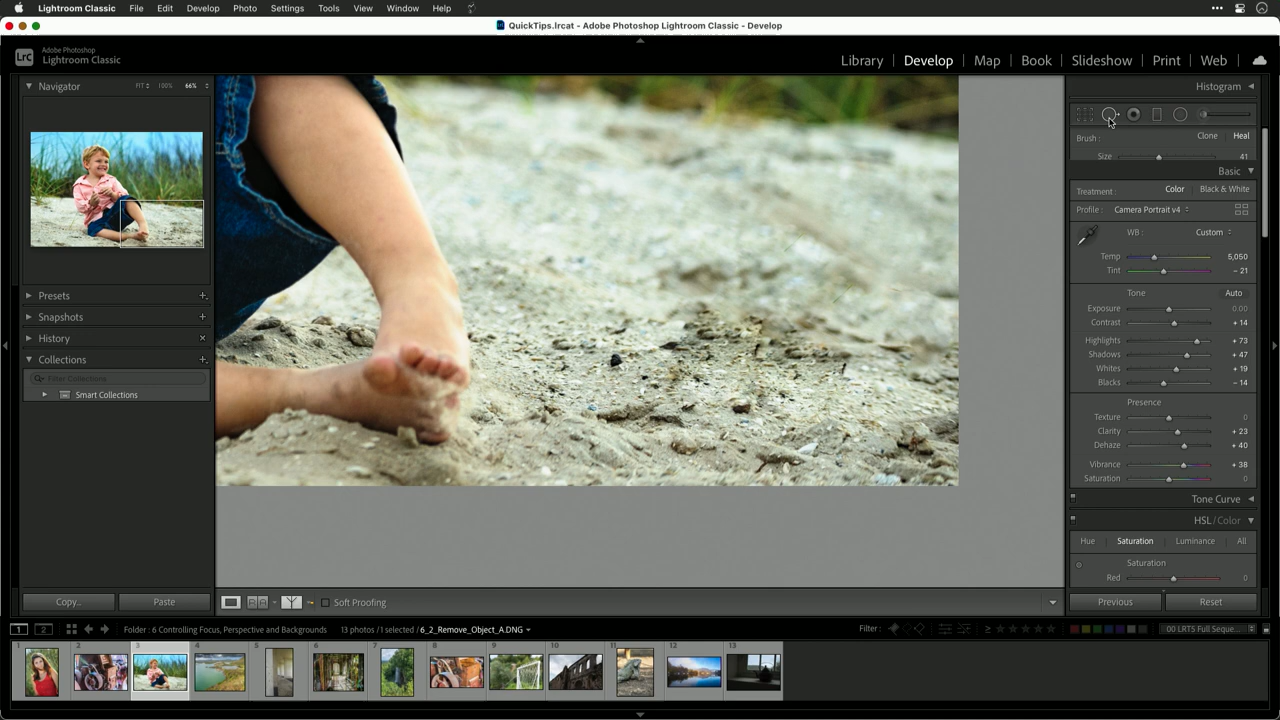 Lightroom Classic File Edit Develop Photo Settings Tools View Window Help
QuickTips.lrcat - Adobe Photoshop Lightroom Classic - Develop
Lrc Adobe Photoshop
Lightroom Classic
Library Develop Map Book Slideshow Print Web
Navigator FIT 100% 66%
Presets
Snapshots
History
Collections
Filter Collections
Smart Collections
Copy... Paste
Histogram
Brush : Clone Heal
Size 41
Basic
Treatment : Color Black & White
Profile : Camera Portrait v4
WB : Custom
Temp 5,050
Tint − 21
Tone Auto
Exposure 0.00
Contrast + 14
Highlights + 73
Shadows + 47
Whites + 19
Blacks − 14
Presence
Texture 0
Clarity + 23
Dehaze + 40
Vibrance + 38
Saturation 0
Tone Curve
HSL / Color
Hue Saturation Luminance All
Saturation
Red 0
Previous Reset
Soft Proofing
1 2 Folder : 6 Controlling Focus, Perspective and Backgrounds 13 photos / 1 selected / 6_2_Remove_Object_A.DNG Filter : 00 LRTS Full Seque...
1 2 3 4 5 6 7 8 9 10 11 12 13